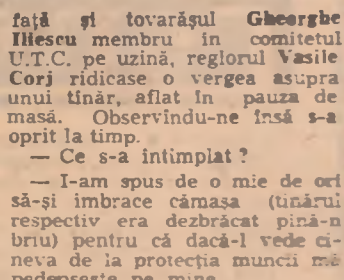 față și tovarășul Gheorghe
Iliescu membru în comitetul
U.T.C. pe uzină, reglorul Vasile
Corj ridicase o vergea asupra
unui tînăr, aflat în pauza de
masă. Observîndu-ne însă s-a
oprit la timp.
— Ce s-a întîmplat ?
— I-am spus de o mie de ori
să-și îmbrace cămașa (tînărul
respectiv era dezbrăcat pînă-n
brîu) pentru că dacă-l vede ci-
neva de la protecția muncii mă
pedepsește pe mine